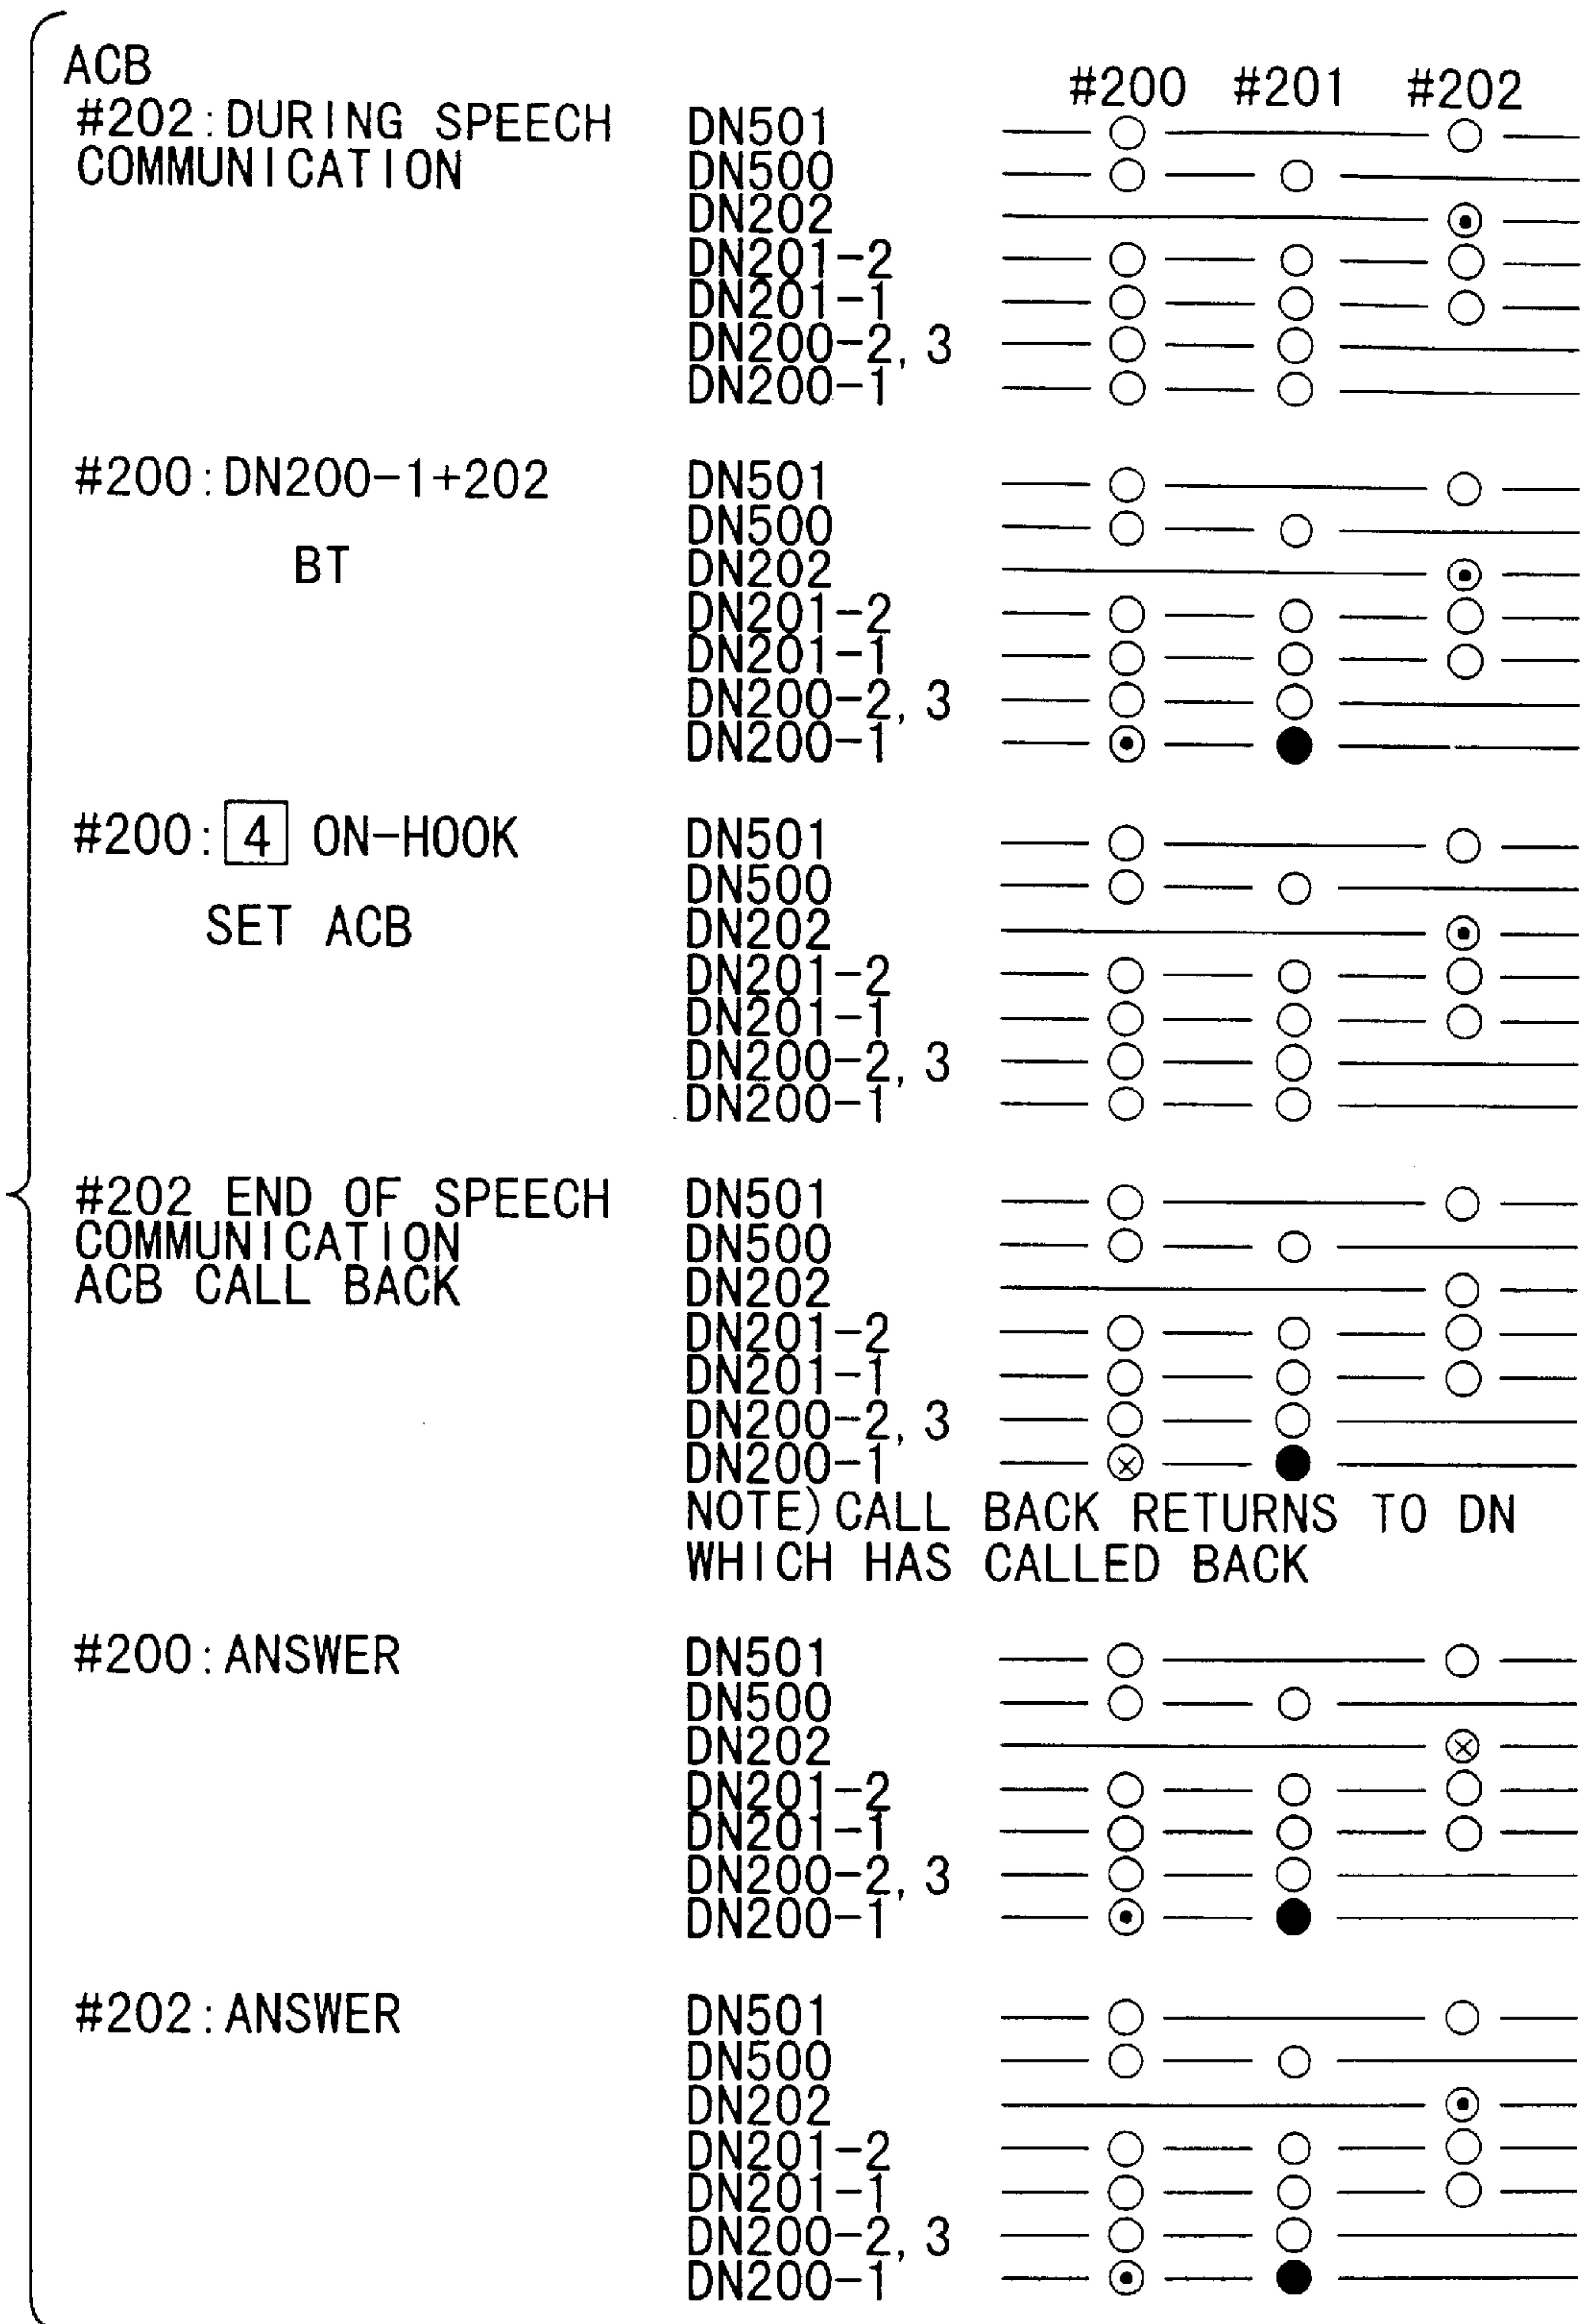 ACB
#200 #201 #202
#202:DURING SPEECH
COMMUNICATION
DN501
DN500
DN202
DN201-2
DN201-1
DN200-2, 3
DN200-1
#200:DN200-1+202
BT
DN501
DN500
DN202
DN201-2
DN201-1
DN200-2, 3
DN200-1
#200: 4 ON-HOOK
SET ACB
DN501
DN500
DN202
DN201-2
DN201-1
DN200-2, 3
DN200-1
#202 END OF SPEECH
COMMUNICATION
ACB CALL BACK
DN501
DN500
DN202
DN201-2
DN201-1
DN200-2, 3
DN200-1
NOTE)CALL BACK RETURNS TO DN
WHICH HAS CALLED BACK
#200:ANSWER
DN501
DN500
DN202
DN201-2
DN201-1
DN200-2, 3
DN200-1
#202:ANSWER
DN501
DN500
DN202
DN201-2
DN201-1
DN200-2, 3
DN200-1